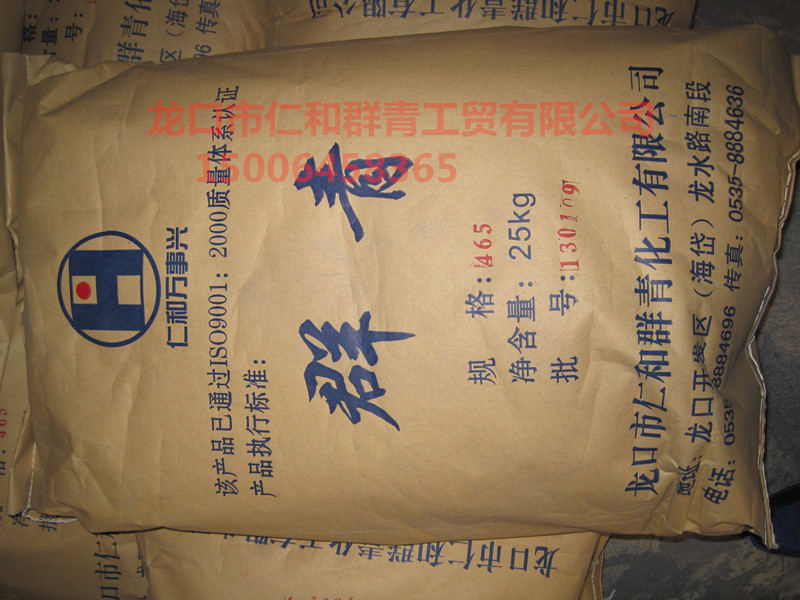 龙口市仁和群青工贸有限公司
仁和万事兴
该产品已通过ISO9001：2000质量体系认证
产品执行标准：
群青
规 格：465
净含量：25kg
批 号：
龙口市仁和群青化工有限公司
地址：龙口开发区（海岱）龙水路南段
电话：0535-8884696 传真：0535-8884636